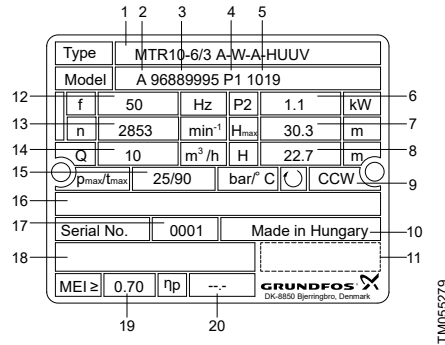 1 2 3 4 5
Type MTR10-6/3 A-W-A-HUUV
Model A 96889995 P1 1019
12 f 50 Hz P2 1.1 kW 6
13 n 2853 min-1 Hmax 30.3 m 7
14 Q 10 m3 /h H 22.7 m 8
15 pmax/tmax 25/90 bar/°C CCW 9
16
17 Serial No. 0001 Made in Hungary 10
18 11
MEI ≥ 0.70 ηp --.- GRUNDFOS
DK-8850 Bjerringbro, Denmark
19 20
TM055279